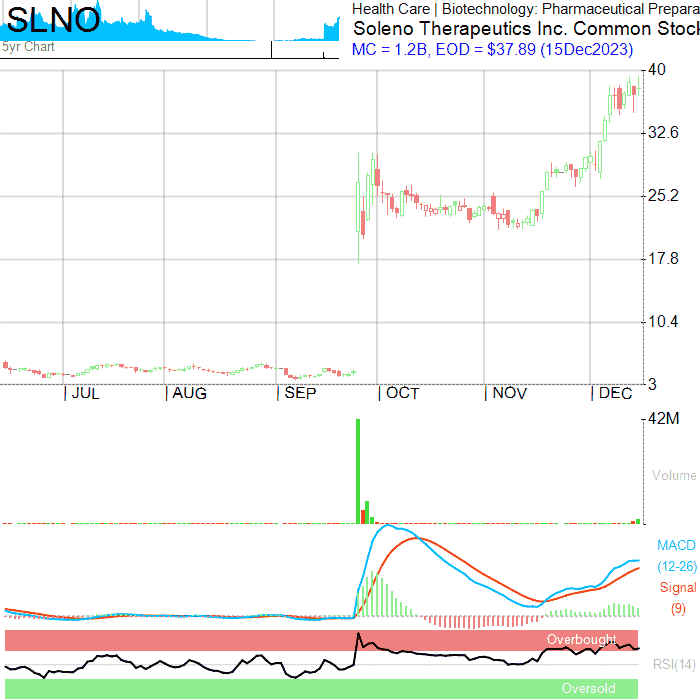 SLNO
5yr Chart
Health Care | Biotechnology: Pharmaceutical Prepara
Soleno Therapeutics Inc. Common Stock
MC = 1.2B, EOD = $37.89 (15Dec2023)
40
32.6
25.2
17.8
10.4
3
| JUL | AUG | SEP | OCT | NOV | DEC
42M
Volume
MACD
(12-26)
Signal
(9)
Overbought
RSI(14)
Oversold